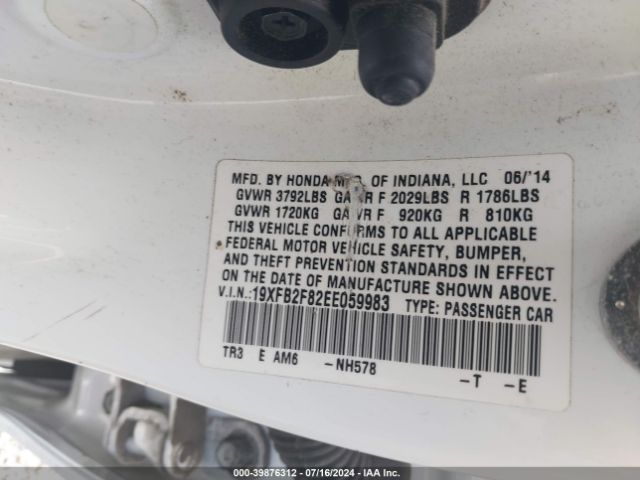 MFD. BY HONDA MFG. OF INDIANA, LLC 06/'14
GVWR 3792LBS GAWR F 2029LBS R 1786LBS
GVWR 1720KG GAWR F 920KG R 810KG
THIS VEHICLE CONFORMS TO ALL APPLICABLE
FEDERAL MOTOR VEHICLE SAFETY, BUMPER,
AND THEFT PREVENTION STANDARDS IN EFFECT
ON THE DATE OF MANUFACTURE SHOWN ABOVE.
V.I.N.:19XFB2F82EE059983 TYPE: PASSENGER CAR
TR3 E AM6 -NH578 -T -E
000-39876312 / 07/16/2024 - IAA Inc.